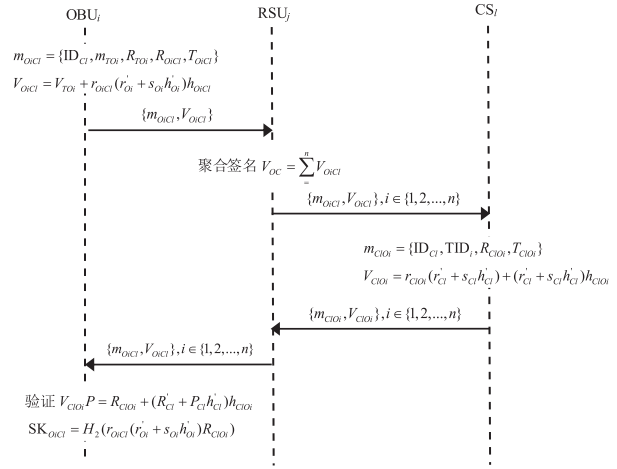 OBU_i RSU_j CS_l
m_{OiCl} = {ID_{Cl}, m_{TOi}, R_{TOi}, R_{OiCl}, T_{OiCl}}
V_{OiCl} = V_{TOi} + r_{OiCl}(r'_{Oi} + s_{Oi}h'_{Oi})h_{OiCl}
{m_{OiCl}, V_{OiCl}}
聚合签名 V_{OC} = \sum_{=}^{n} V_{OiCl}
{m_{OiCl}, V_{OiCl}}, i ∈ {1, 2, ..., n}
m_{ClOi} = {ID_{Cl}, TID_i, R_{ClOi}, T_{ClOi}}
V_{ClOi} = r_{ClOi}(r'_{Cl} + s_{Cl}h'_{Cl}) + (r'_{Cl} + s_{Cl}h'_{Cl})h_{ClOi}
{m_{ClOi}, V_{ClOi}}, i ∈ {1, 2, ..., n}
{m_{OiCl}, V_{OiCl}}, i ∈ {1, 2, ..., n}
验证 V_{ClOi}P = R_{ClOi} + (R'_{Cl} + P_{Cl}h'_{Cl})h_{ClOi}
SK_{OiCl} = H_2(r_{OiCl}(r'_{Oi} + s_{Oi}h'_{Oi})R_{ClOi})